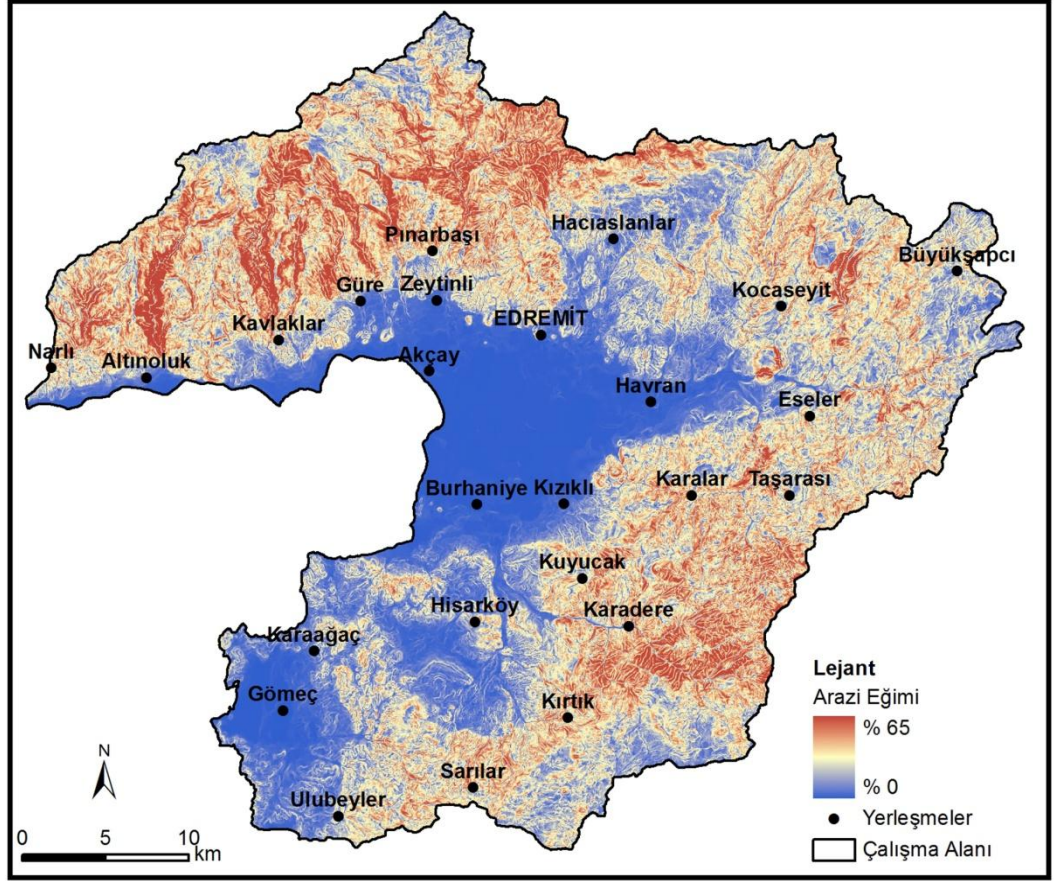 Hacıaslanlar
Pınarbaşı
Büyükşapcı
Güre
Zeytinli
Kocaseyit
EDREMİT
Kavlaklar
Narlı
Altınoluk
Akçay
Havran
Eseler
Karalar
Taşarası
Burhaniye
Kızıklı
Kuyucak
Hisarköy
Karadere
Karaağaç
Gömeç
Kırtık
Sarılar
Ulubeyler
N
0 5 10
km
Lejant
Arazi Eğimi
% 65
% 0
Yerleşmeler
Çalışma Alanı